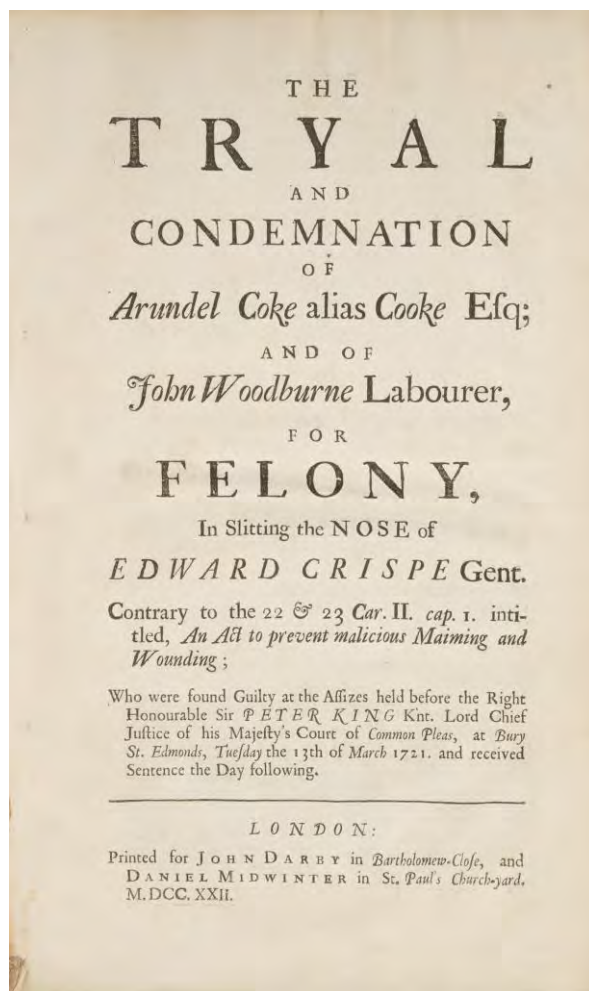 THE
TRYAL
AND
CONDEMNATION
OF
Arundel Coke alias Cooke Eſq;
AND OF
John Woodburne Labourer,
FOR
FELONY,
In Slitting the NOSE of
EDWARD CRISPE Gent.
Contrary to the 22 & 23 Car. II. cap. 1. inti-
tled, An Act to prevent malicious Maiming and
Wounding;
Who were found Guilty at the Aſſizes held before the Right
Honourable Sir PETER KING Knt. Lord Chief
Juſtice of his Majeſty's Court of Common Pleas, at Bury
St. Edmonds, Tueſday the 13th of March 1721. and received
Sentence the Day following.
LONDON:
Printed for JOHN DARBY in Bartholomew-Cloſe, and
DANIEL MIDWINTER in St. Paul's Church-yard.
M.DCC.XXII.